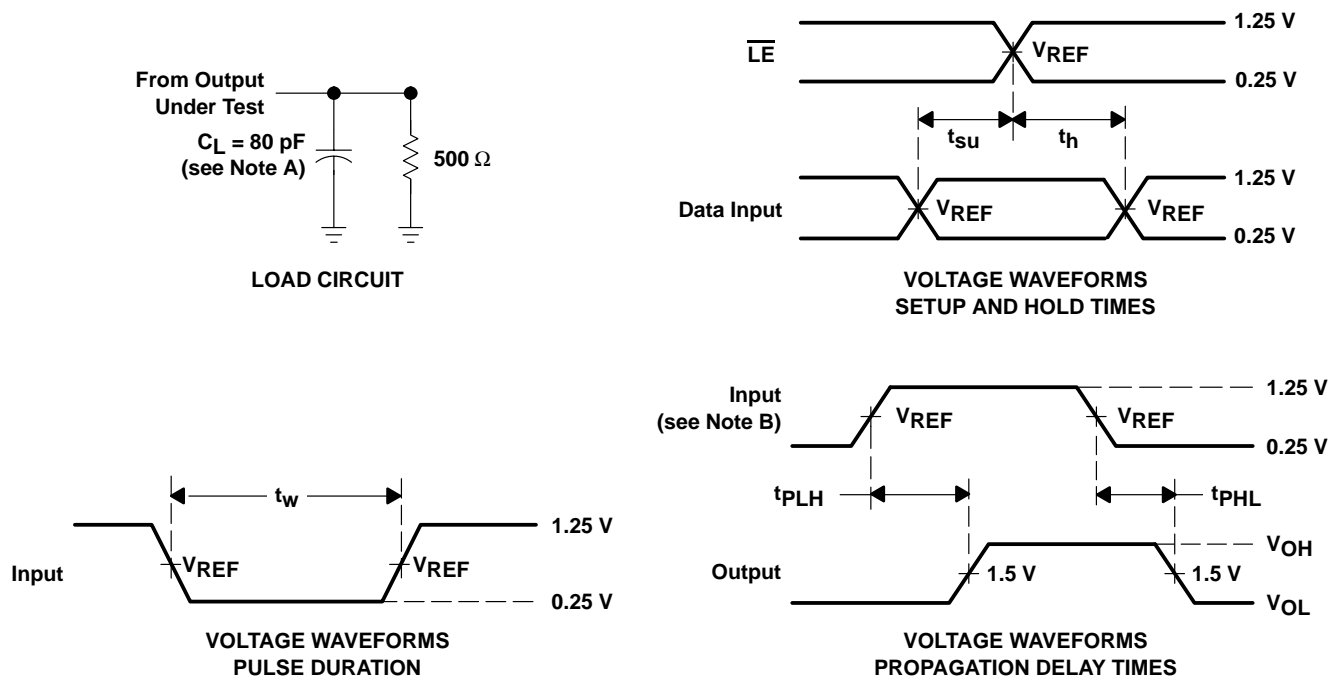 From Output
Under Test
CL = 80 pF
(see Note A)
500 Ω
LOAD CIRCUIT
LE
VREF
1.25 V
0.25 V
tsu
th
Data Input
VREF
VREF
1.25 V
0.25 V
VOLTAGE WAVEFORMS
SETUP AND HOLD TIMES
tw
Input
VREF
VREF
1.25 V
0.25 V
VOLTAGE WAVEFORMS
PULSE DURATION
Input
(see Note B)
VREF
VREF
1.25 V
0.25 V
tPLH
tPHL
Output
1.5 V
1.5 V
VOH
VOL
VOLTAGE WAVEFORMS
PROPAGATION DELAY TIMES